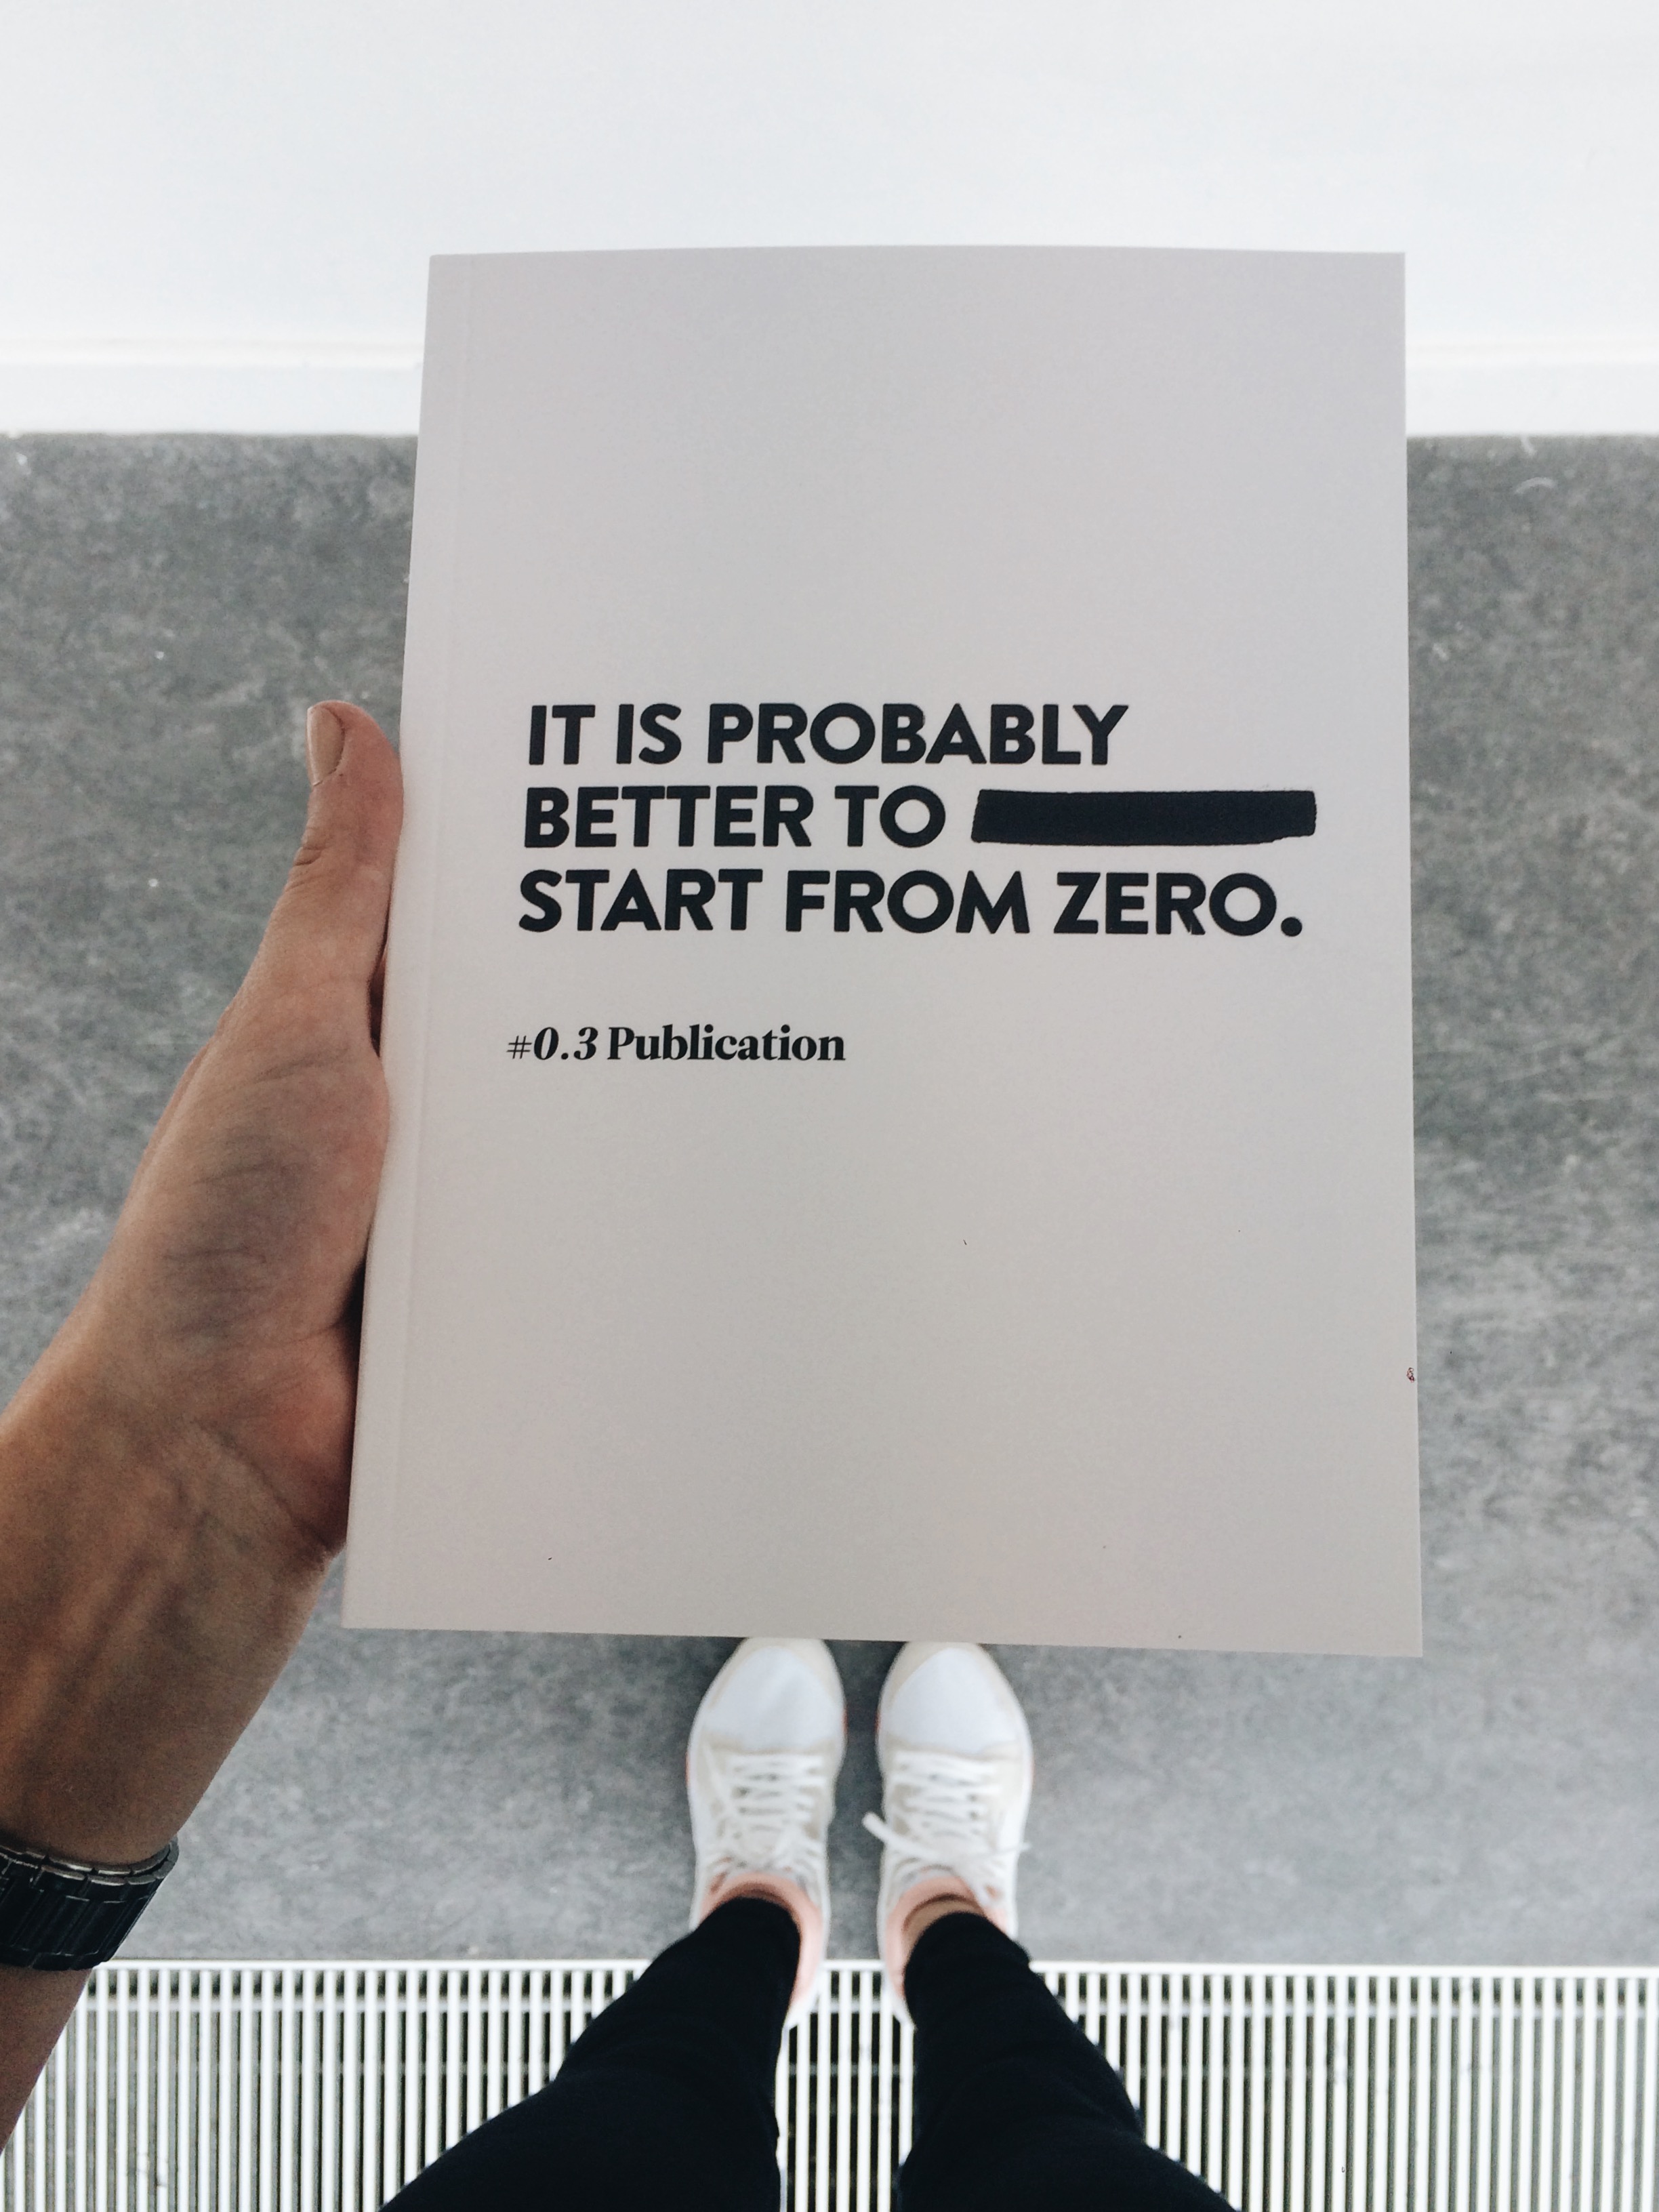 IT IS PROBABLY
BETTER TO
START FROM ZERO.
#0.3 Publication